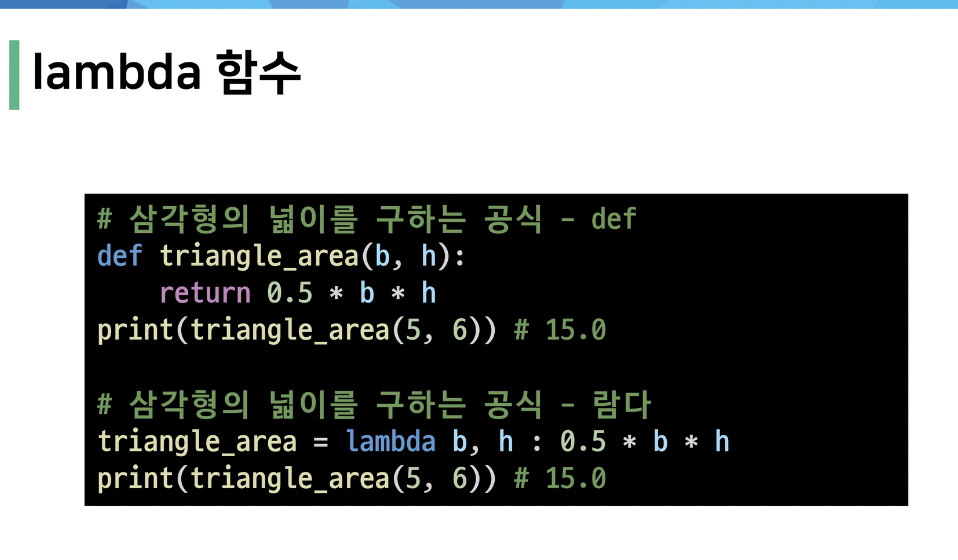 lambda 함수
# 삼각형의 넓이를 구하는 공식 - def
def triangle_area(b, h):
    return 0.5 * b * h
print(triangle_area(5, 6)) # 15.0
# 삼각형의 넓이를 구하는 공식 - 람다
triangle_area = lambda b, h : 0.5 * b * h
print(triangle_area(5, 6)) # 15.0